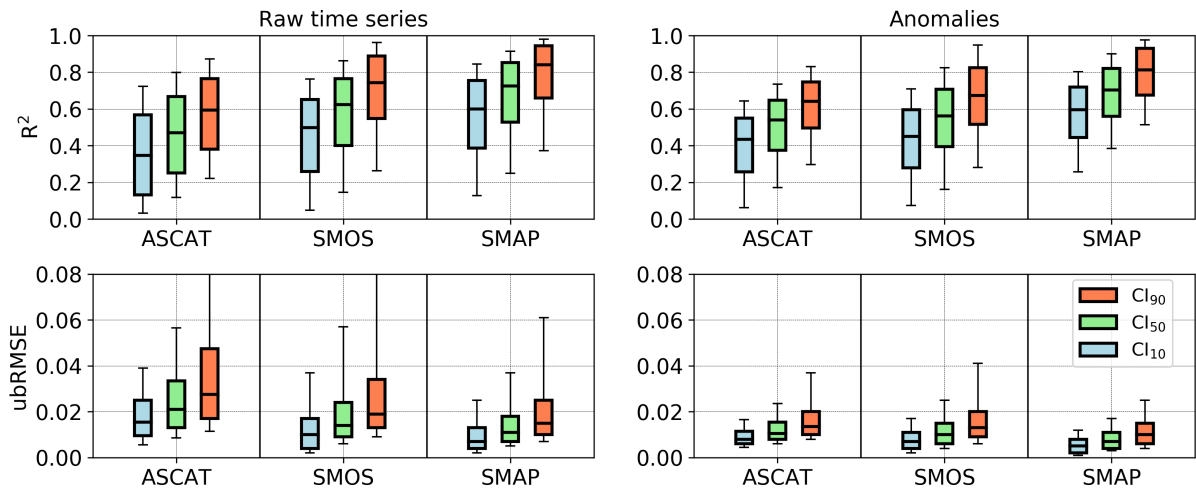 Raw time series
Anomalies
R²
1.0
0.8
0.6
0.4
0.2
0.0
ASCAT
SMOS
SMAP
1.0
0.8
0.6
0.4
0.2
0.0
ASCAT
SMOS
SMAP
ubRMSE
0.08
0.06
0.04
0.02
0.00
ASCAT
SMOS
SMAP
0.08
0.06
0.04
0.02
0.00
ASCAT
SMOS
SMAP
CI₉₀
CI₅₀
CI₁₀